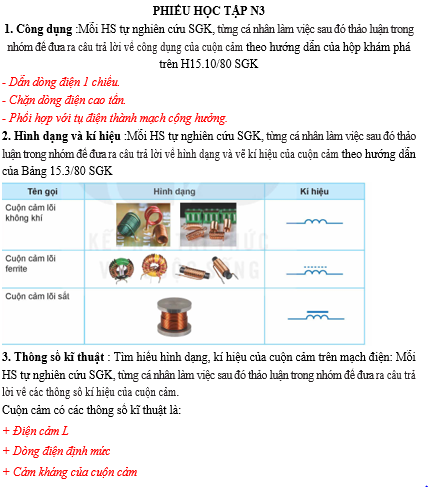 PHIẾU HỌC TẬP N3
1. Công dụng :Mỗi HS tự nghiên cứu SGK, từng cá nhân làm việc sau đó thảo luận trong
nhóm để đưa ra câu trả lời về công dụng của cuộn cảm theo hướng dẫn của hộp khám phá
trên H15.10/80 SGK
- Dẫn dòng điện 1 chiều.
- Chặn dòng điện cao tần.
- Phối hợp với tụ điện thành mạch cộng hưởng.
2. Hình dạng và kí hiệu :Mỗi HS tự nghiên cứu SGK, từng cá nhân làm việc sau đó thảo
luận trong nhóm để đưa ra câu trả lời về hình dạng và vẽ kí hiệu của cuộn cảm theo hướng dẫn
của Bảng 15.3/80 SGK
Tên gọi Hình dạng Kí hiệu
Cuộn cảm lõi
không khí
Cuộn cảm lõi
ferrite
Cuộn cảm lõi sắt
3. Thông số kĩ thuật : Tìm hiểu hình dạng, kí hiệu của cuộn cảm trên mạch điện: Mỗi
HS tự nghiên cứu SGK, từng cá nhân làm việc sau đó thảo luận trong nhóm để đưa ra câu trả
lời về các thông số kí hiệu của cuộn cảm.
Cuộn cảm có các thông số kĩ thuật là:
+ Điện cảm L
+ Dòng điện định mức
+ Cảm kháng của cuộn cảm